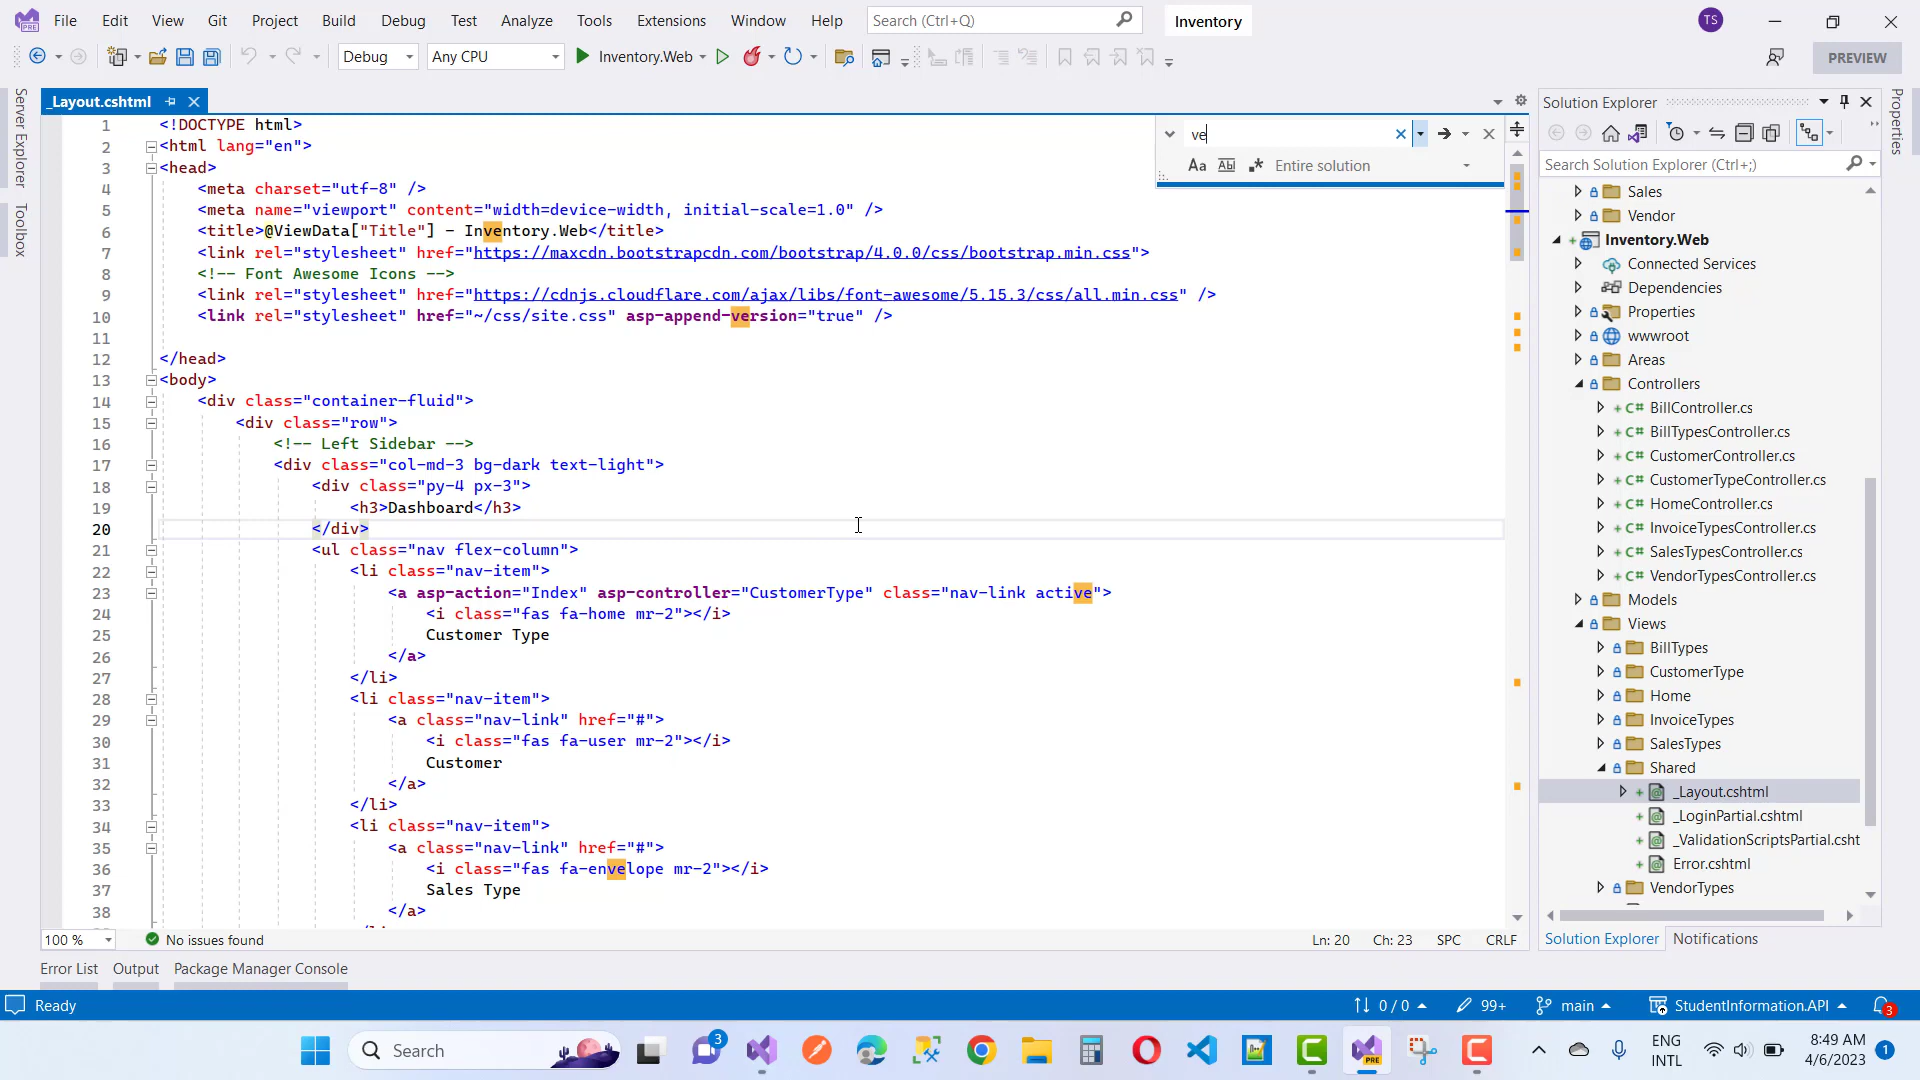 File Edit View Git Project Build Debug Test Analyze Tools Extensions Window Help Search (Ctrl+Q) Inventory TS
Debug Any CPU Inventory.Web PREVIEW
Server Explorer
Toolbox
_Layout.cshtml
1 <!DOCTYPE html>
2 <html lang="en">
3 <head>
4 <meta charset="utf-8" />
5 <meta name="viewport" content="width=device-width, initial-scale=1.0" />
6 <title>@ViewData["Title"] - Inventory.Web</title>
7 <link rel="stylesheet" href="https://maxcdn.bootstrapcdn.com/bootstrap/4.0.0/css/bootstrap.min.css">
8 <!-- Font Awesome Icons -->
9 <link rel="stylesheet" href="https://cdnjs.cloudflare.com/ajax/libs/font-awesome/5.15.3/css/all.min.css" />
10 <link rel="stylesheet" href="~/css/site.css" asp-append-version="true" />
11
12 </head>
13 <body>
14 <div class="container-fluid">
15 <div class="row">
16 <!-- Left Sidebar -->
17 <div class="col-md-3 bg-dark text-light">
18 <div class="py-4 px-3">
19 <h3>Dashboard</h3>
20 </div>
21 <ul class="nav flex-column">
22 <li class="nav-item">
23 <a asp-action="Index" asp-controller="CustomerType" class="nav-link active">
24 <i class="fas fa-home mr-2"></i>
25 Customer Type
26 </a>
27 </li>
28 <li class="nav-item">
29 <a class="nav-link" href="#">
30 <i class="fas fa-user mr-2"></i>
31 Customer
32 </a>
33 </li>
34 <li class="nav-item">
35 <a class="nav-link" href="#">
36 <i class="fas fa-envelope mr-2"></i>
37 Sales Type
38 </a>
ve
Aa Abl .* Entire solution
100 % No issues found Ln: 20 Ch: 23 SPC CRLF
Solution Explorer
Search Solution Explorer (Ctrl+;)
Sales
Vendor
Inventory.Web
Connected Services
Dependencies
Properties
wwwroot
Areas
Controllers
C# BillController.cs
C# BillTypesController.cs
C# CustomerController.cs
C# CustomerTypeController.cs
C# HomeController.cs
C# InvoiceTypesController.cs
C# SalesTypesController.cs
C# VendorTypesController.cs
Models
Views
BillTypes
CustomerType
Home
InvoiceTypes
SalesTypes
Shared
_Layout.cshtml
_LoginPartial.cshtml
_ValidationScriptsPartial.csht
Error.cshtml
VendorTypes
Solution Explorer Notifications
Properties
Error List Output Package Manager Console
Ready 0 / 0 99+ main StudentInformation.API 3
Search 3 PRE ENG INTL 8:49 AM 4/6/2023 1